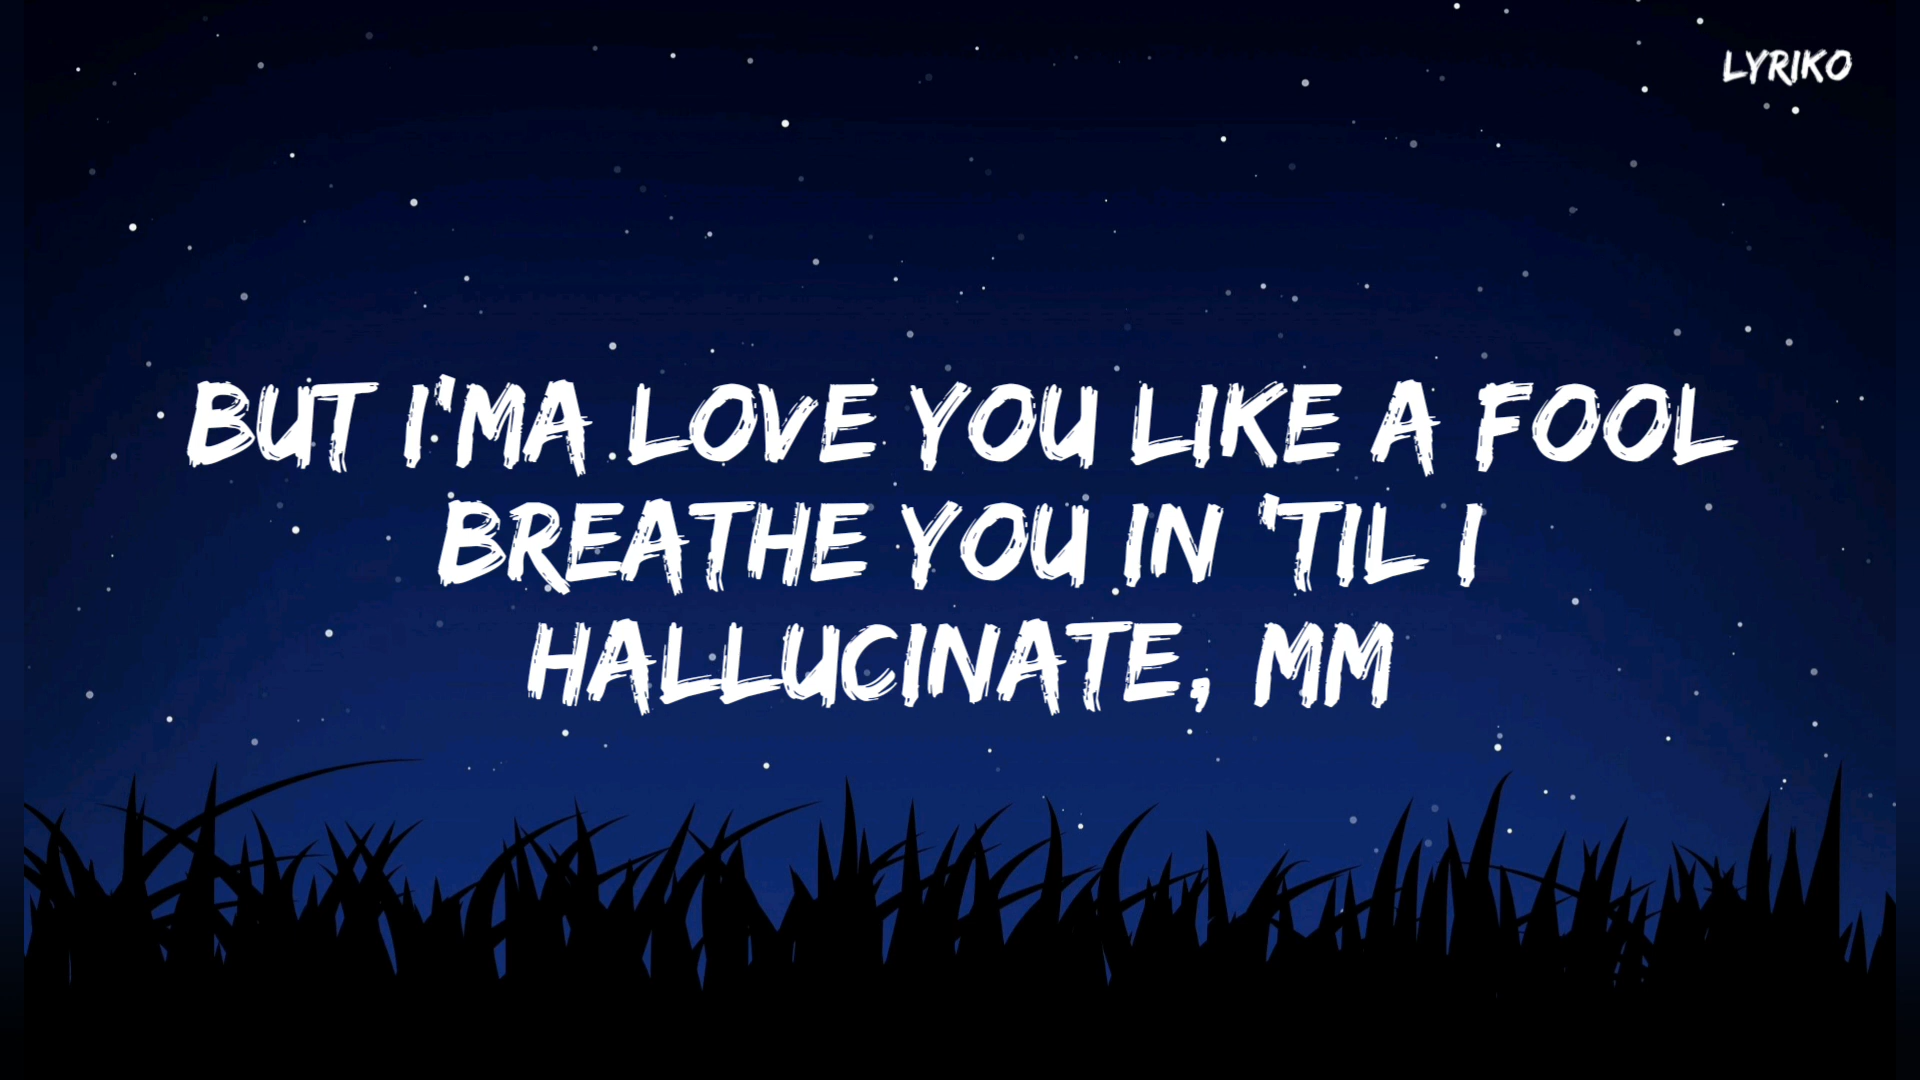 LYRIKO
BUT I'MA LOVE YOU LIKE A FOOL
BREATHE YOU IN 'TIL I
HALLUCINATE, MM